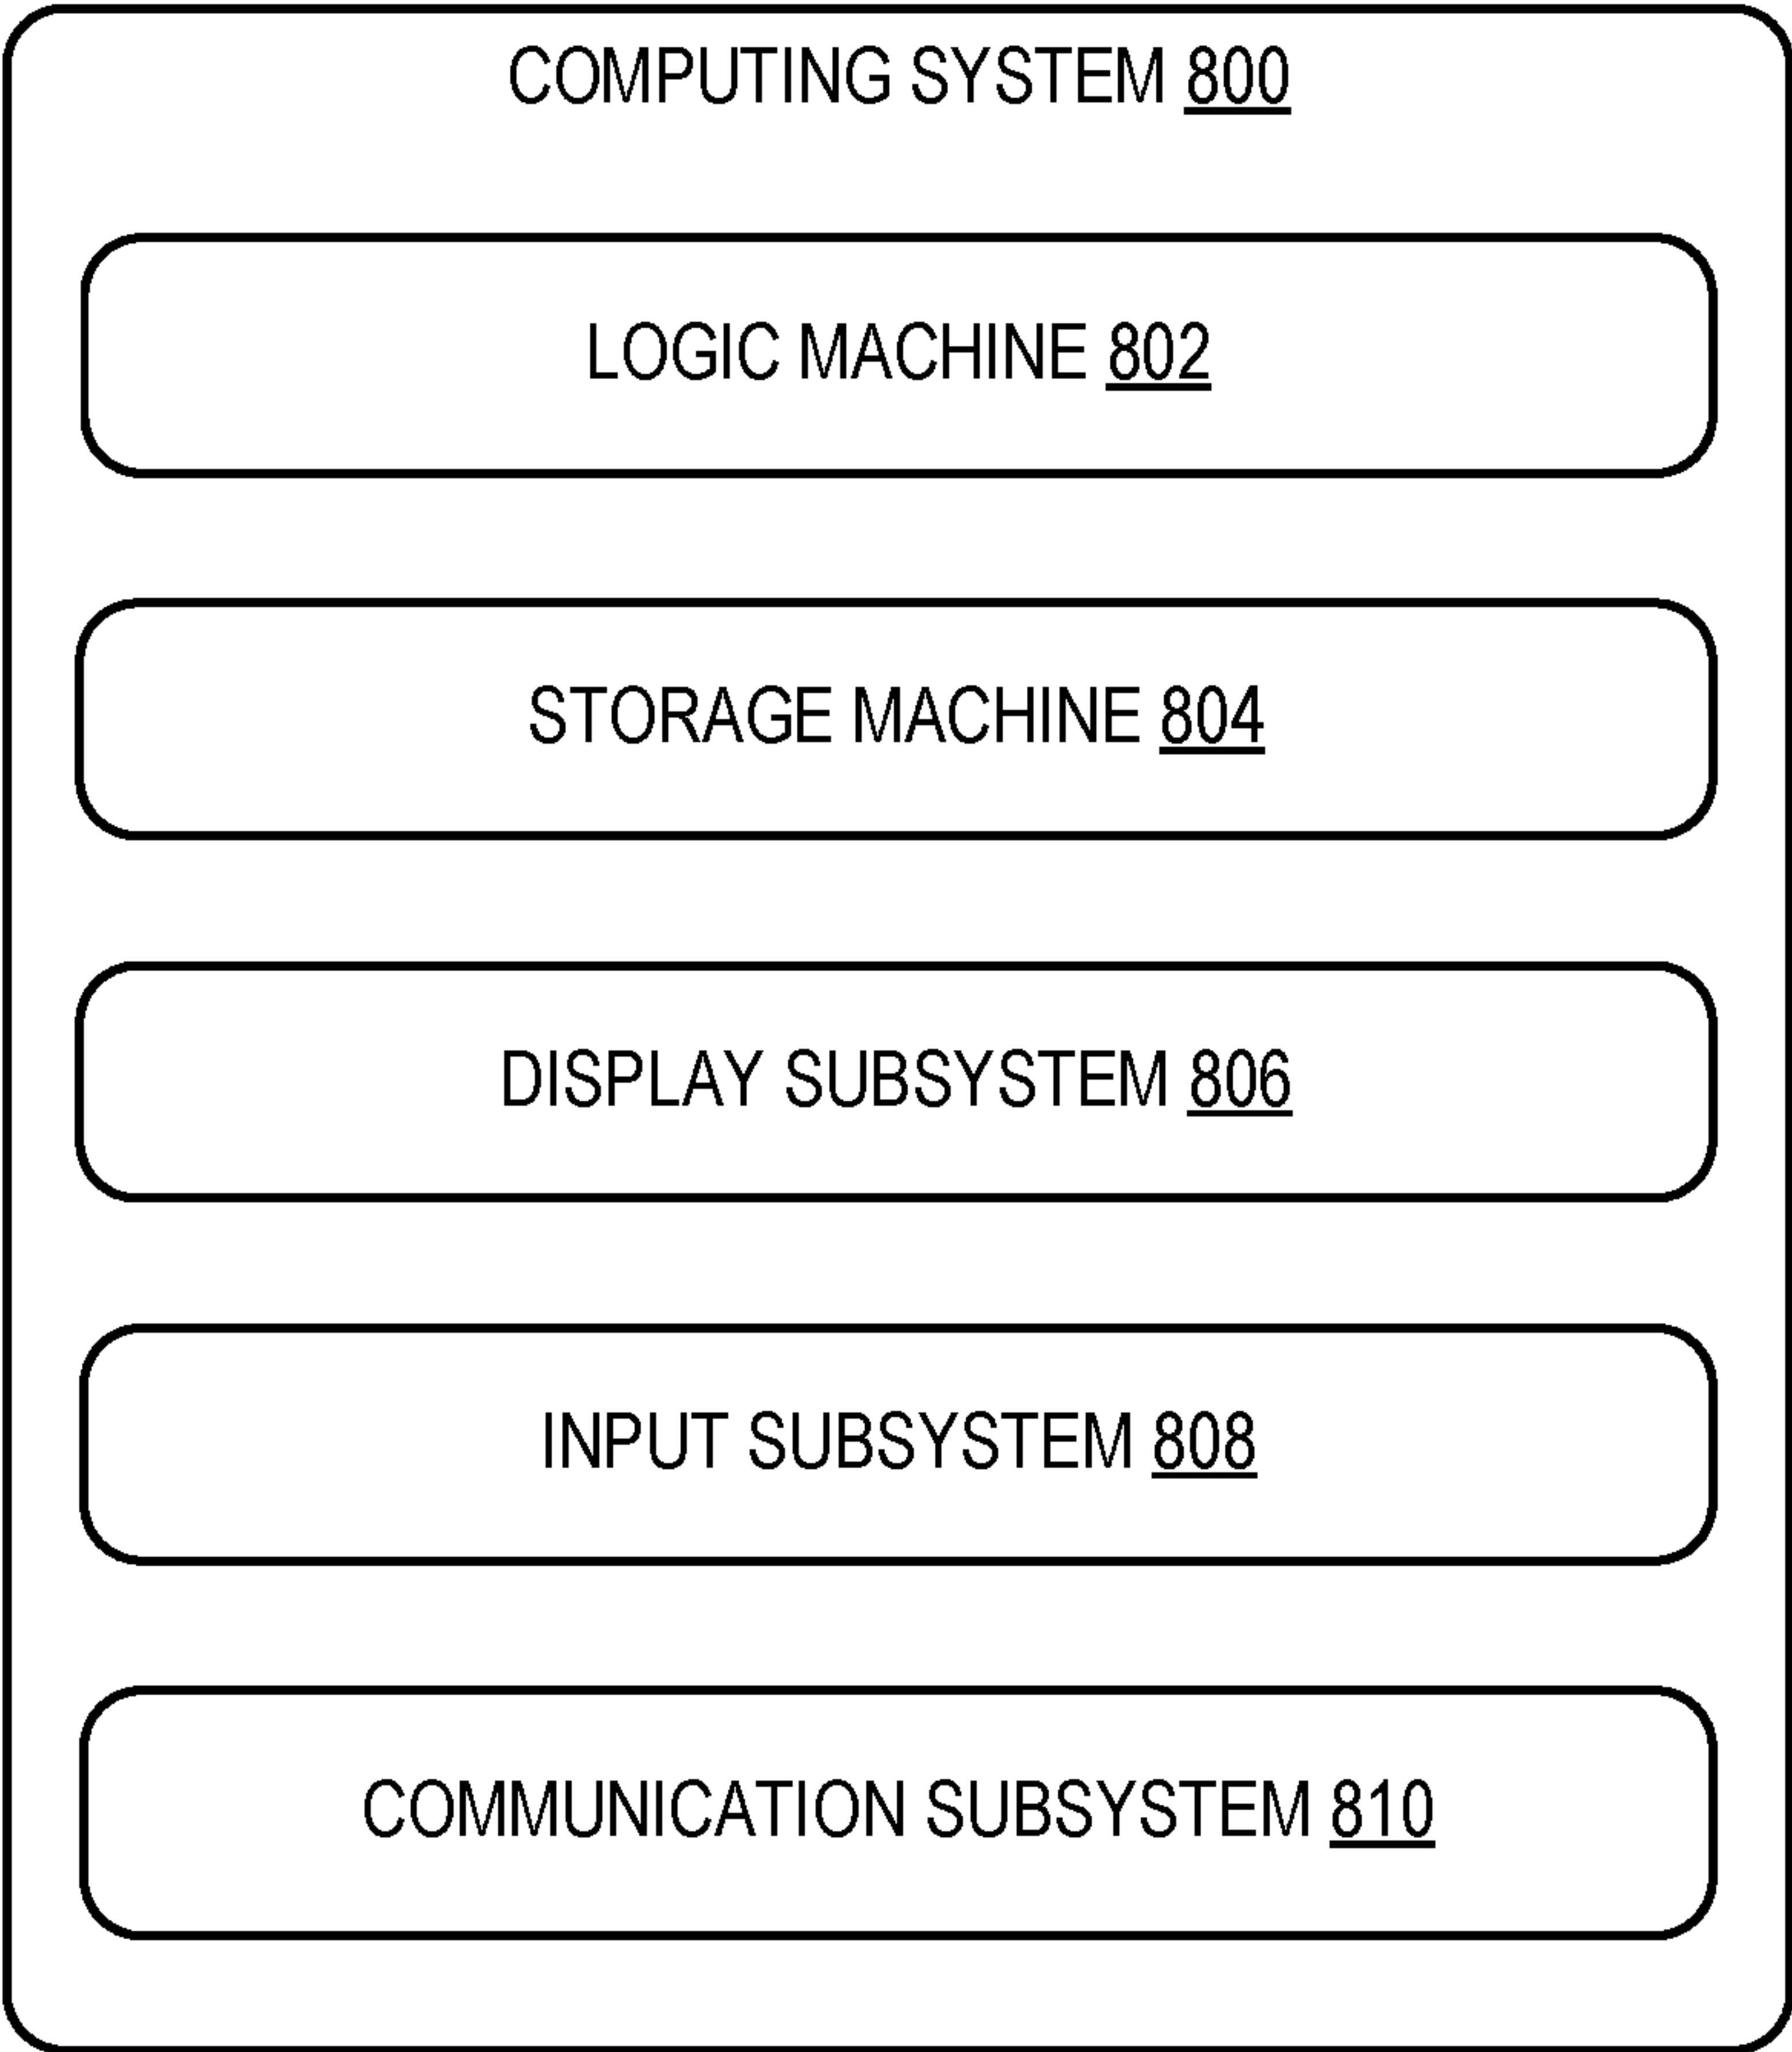 COMPUTING SYSTEM 800
LOGIC MACHINE 802
STORAGE MACHINE 804
DISPLAY SUBSYSTEM 806
INPUT SUBSYSTEM 808
COMMUNICATION SUBSYSTEM 810